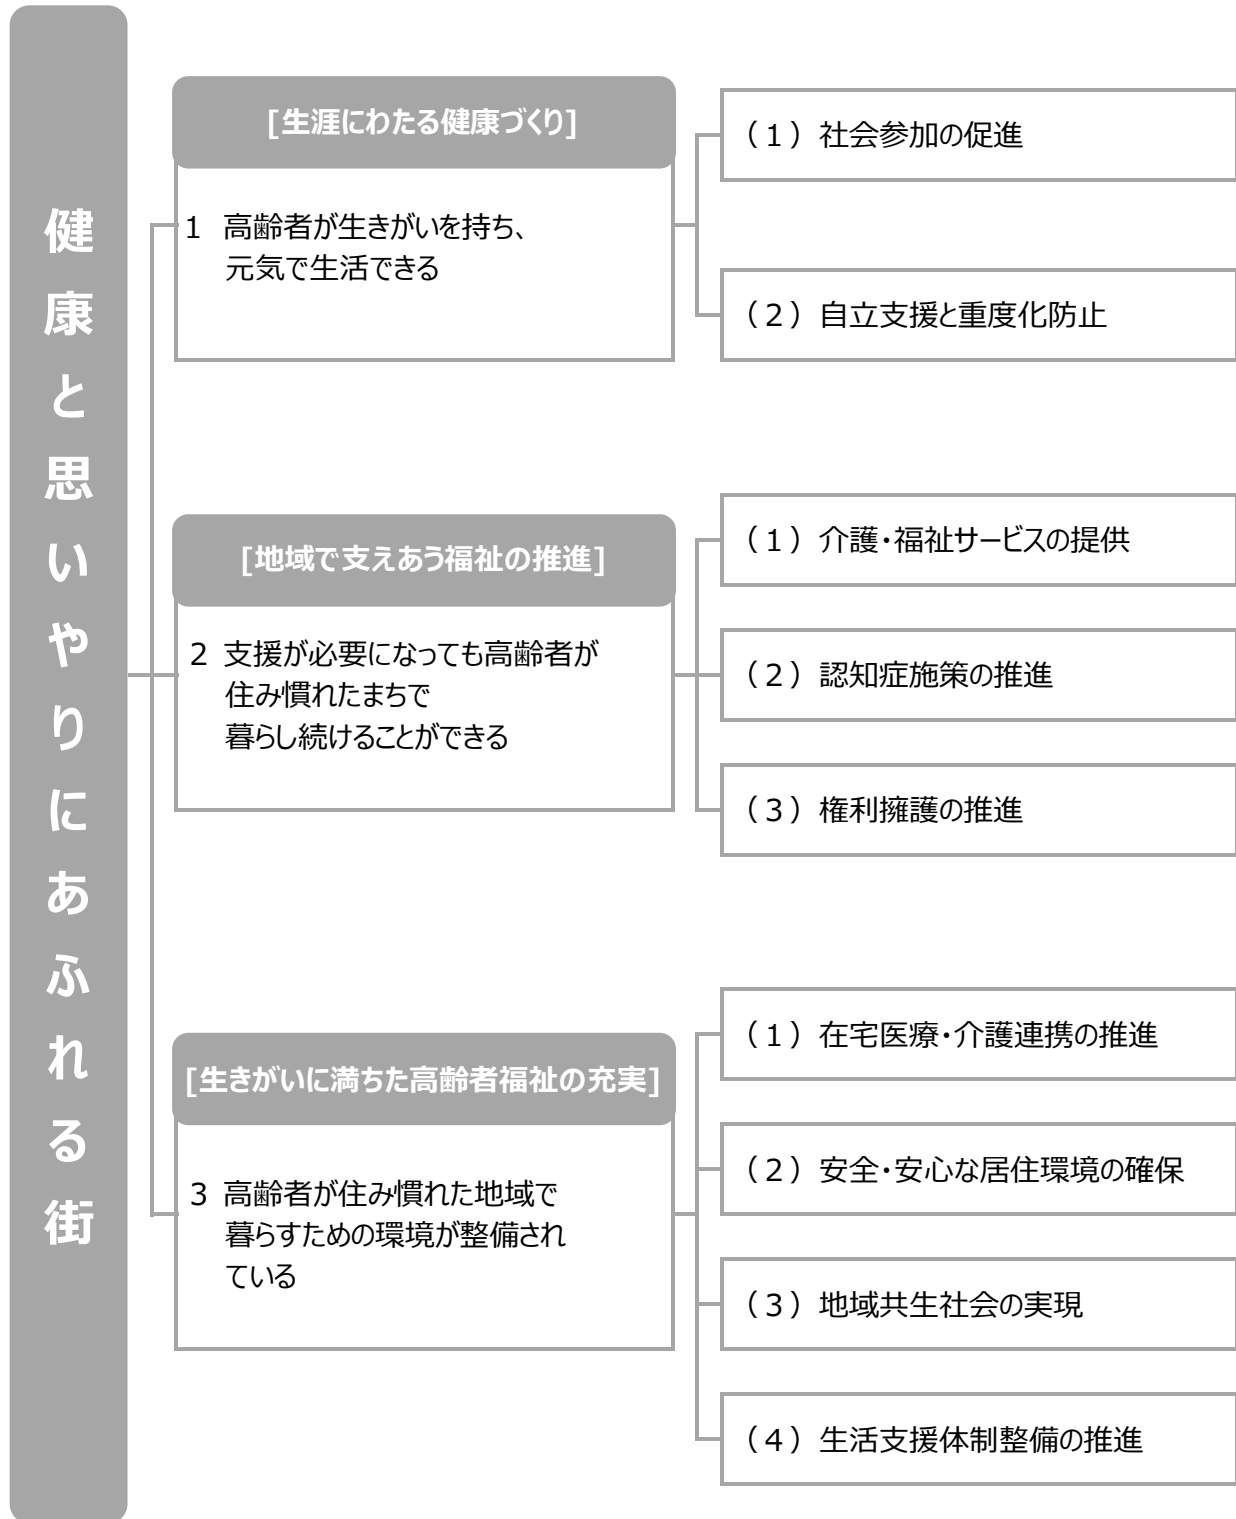 健康と思いやりにあふれる街
[生涯にわたる健康づくり]
1 高齢者が生きがいを持ち、
元気で生活できる
（1）社会参加の促進
（2）自立支援と重度化防止
[地域で支えあう福祉の推進]
2 支援が必要になっても高齢者が
住み慣れたまちで
暮らし続けることができる
（1）介護・福祉サービスの提供
（2）認知症施策の推進
（3）権利擁護の推進
[生きがいに満ちた高齢者福祉の充実]
3 高齢者が住み慣れた地域で
暮らすための環境が整備され
ている
（1）在宅医療・介護連携の推進
（2）安全・安心な居住環境の確保
（3）地域共生社会の実現
（4）生活支援体制整備の推進